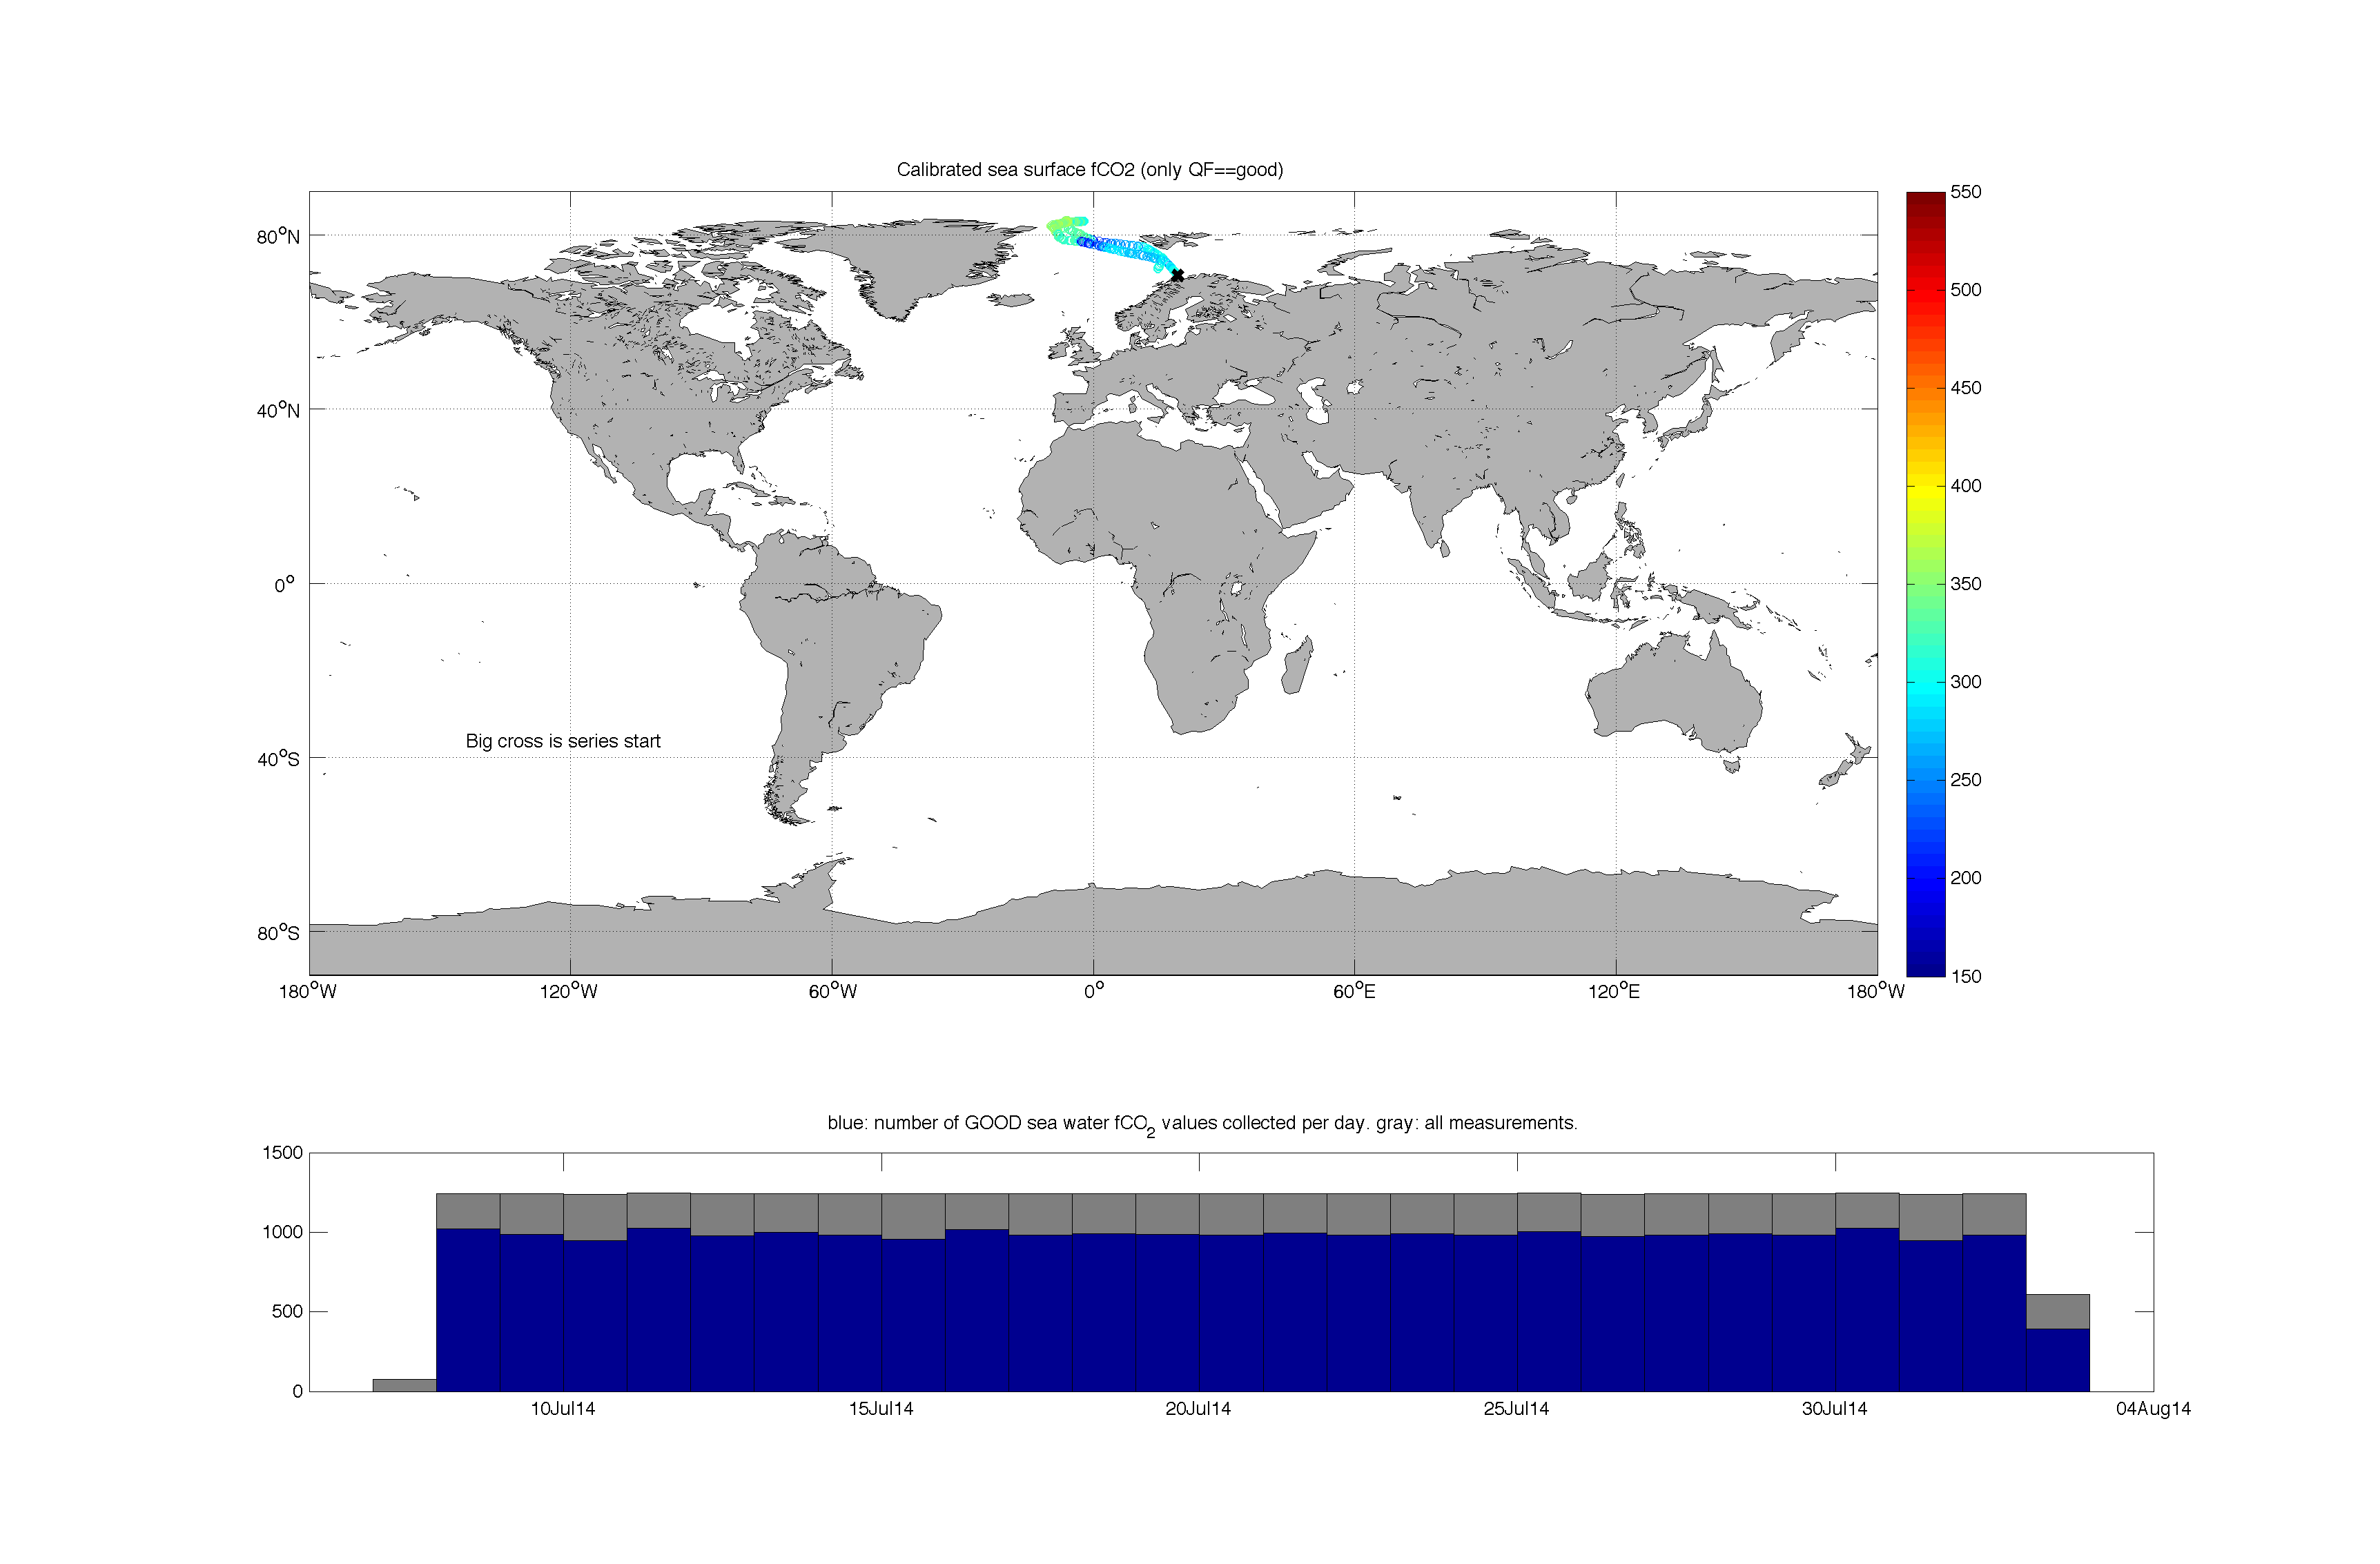 Calibrated sea surface fCO2 (only QF==good)
80°N
40°N
0°
40°S
80°S
180°W 120°W 60°W 0° 60°E 120°E 180°W
Big cross is series start
550
500
450
400
350
300
250
200
150
blue: number of GOOD sea water fCO₂ values collected per day. gray: all measurements.
1500
1000
500
0
10Jul14 15Jul14 20Jul14 25Jul14 30Jul14 04Aug14